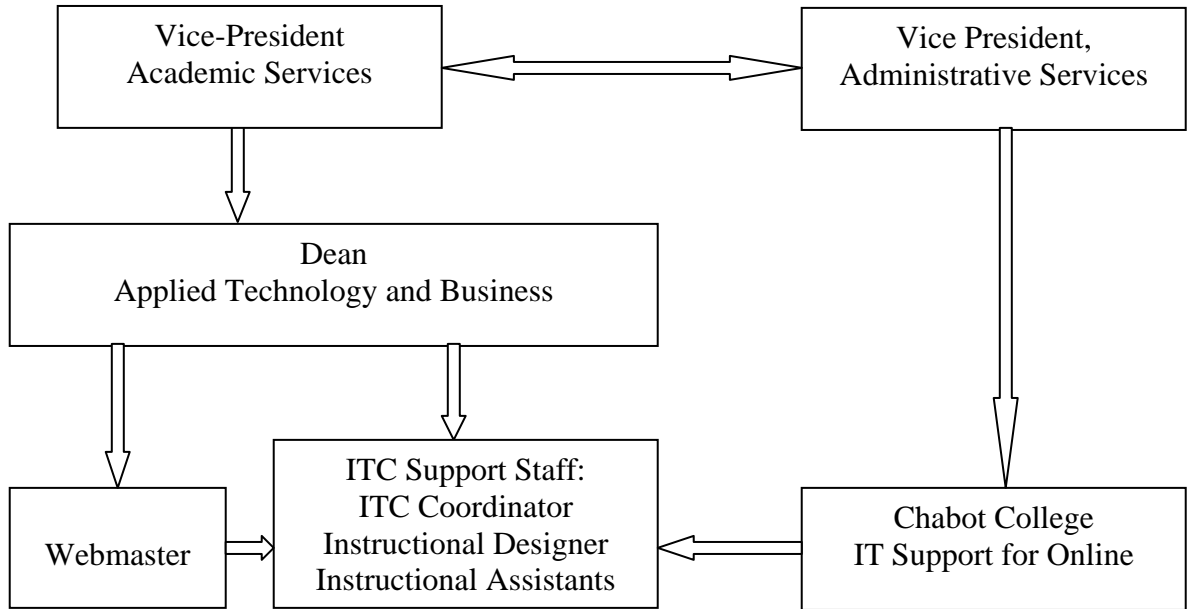 Vice-President
Academic Services
Vice President,
Administrative Services
Dean
Applied Technology and Business
Webmaster
ITC Support Staff:
ITC Coordinator
Instructional Designer
Instructional Assistants
Chabot College
IT Support for Online